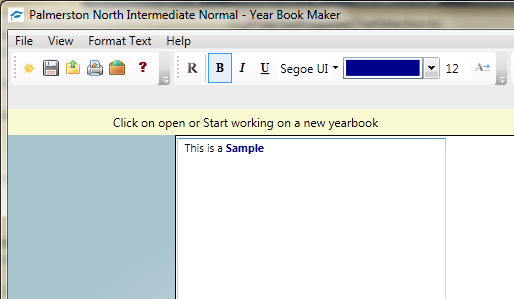 Palmerston North Intermediate Normal - Year Book Maker
File View Format Text Help
? R B I U Segoe UI 12 A
Click on open or Start working on a new yearbook
This is a Sample